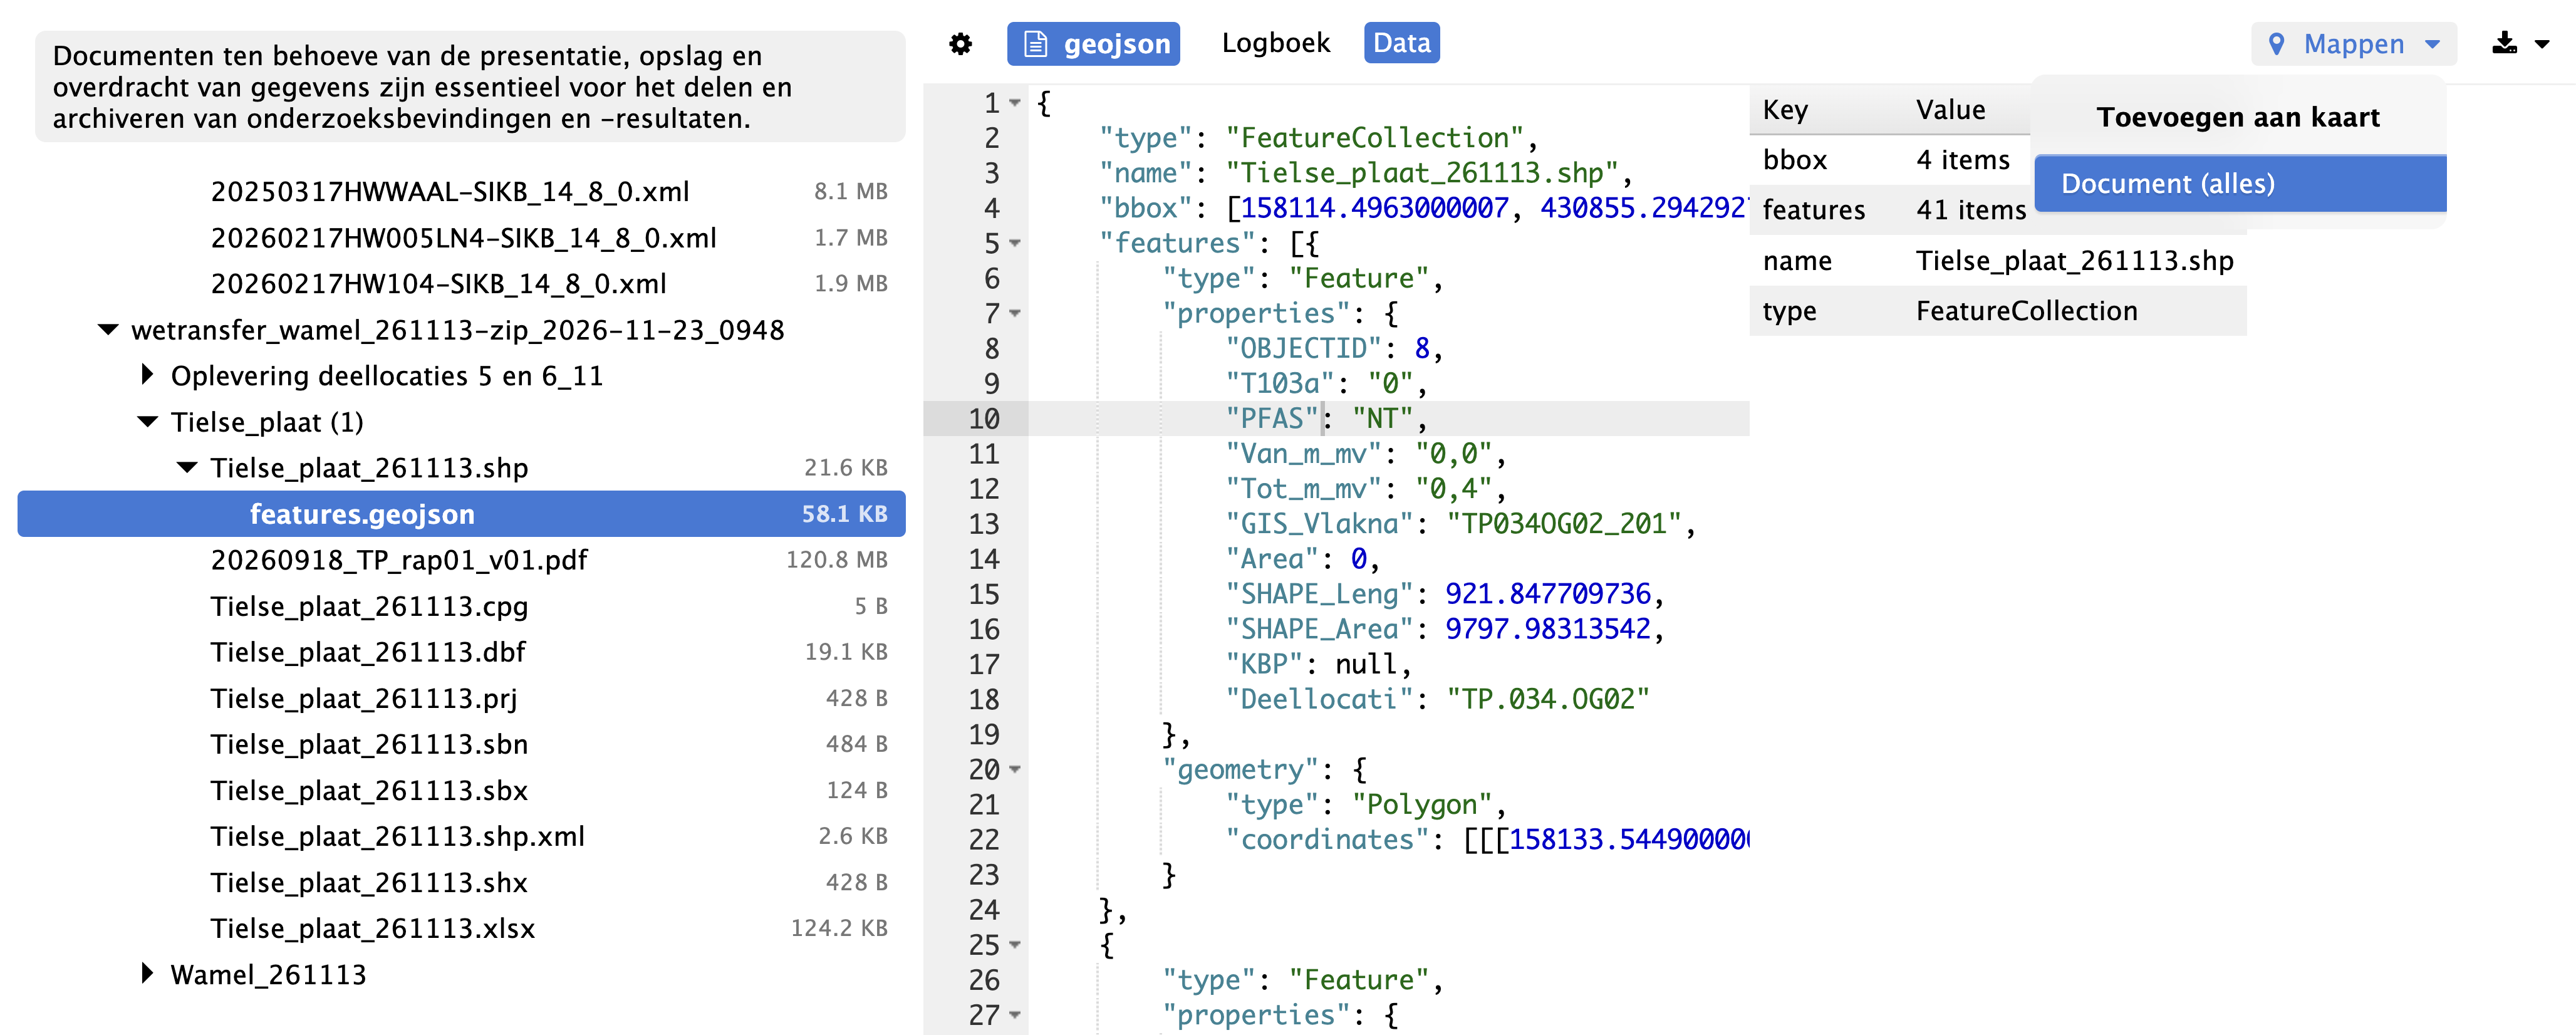 Documenten ten behoeve van de presentatie, opslag en
overdracht van gegevens zijn essentieel voor het delen en
archiveren van onderzoeksbevindingen en -resultaten.
20250317HWWAAL-SIKB_14_8_0.xml 8.1 MB
20260217HW005LN4-SIKB_14_8_0.xml 1.7 MB
20260217HW104-SIKB_14_8_0.xml 1.9 MB
wetransfer_wamel_261113-zip_2026-11-23_0948
Oplevering deellocaties 5 en 6_11
Tielse_plaat (1)
Tielse_plaat_261113.shp 21.6 KB
features.geojson 58.1 KB
20260918_TP_rap01_v01.pdf 120.8 MB
Tielse_plaat_261113.cpg 5 B
Tielse_plaat_261113.dbf 19.1 KB
Tielse_plaat_261113.prj 428 B
Tielse_plaat_261113.sbn 484 B
Tielse_plaat_261113.sbx 124 B
Tielse_plaat_261113.shp.xml 2.6 KB
Tielse_plaat_261113.shx 428 B
Tielse_plaat_261113.xlsx 124.2 KB
Wamel_261113
geojson Logboek Data Mappen
1 {
2 "type": "FeatureCollection",
3 "name": "Tielse_plaat_261113.shp",
4 "bbox": [158114.4963000007, 430855.294292
5 "features": [{
6 "type": "Feature",
7 "properties": {
8 "OBJECTID": 8,
9 "T103a": "0",
10 "PFAS": "NT",
11 "Van_m_mv": "0,0",
12 "Tot_m_mv": "0,4",
13 "GIS_Vlakna": "TP034OG02_201",
14 "Area": 0,
15 "SHAPE_Leng": 921.847709736,
16 "SHAPE_Area": 9797.98313542,
17 "KBP": null,
18 "Deellocati": "TP.034.OG02"
19 },
20 "geometry": {
21 "type": "Polygon",
22 "coordinates": [[[158133.544900000
23 }
24 },
25 {
26 "type": "Feature",
27 "properties": {
Key Value
bbox 4 items
features 41 items
name Tielse_plaat_261113.shp
type FeatureCollection
Toevoegen aan kaart
Document (alles)